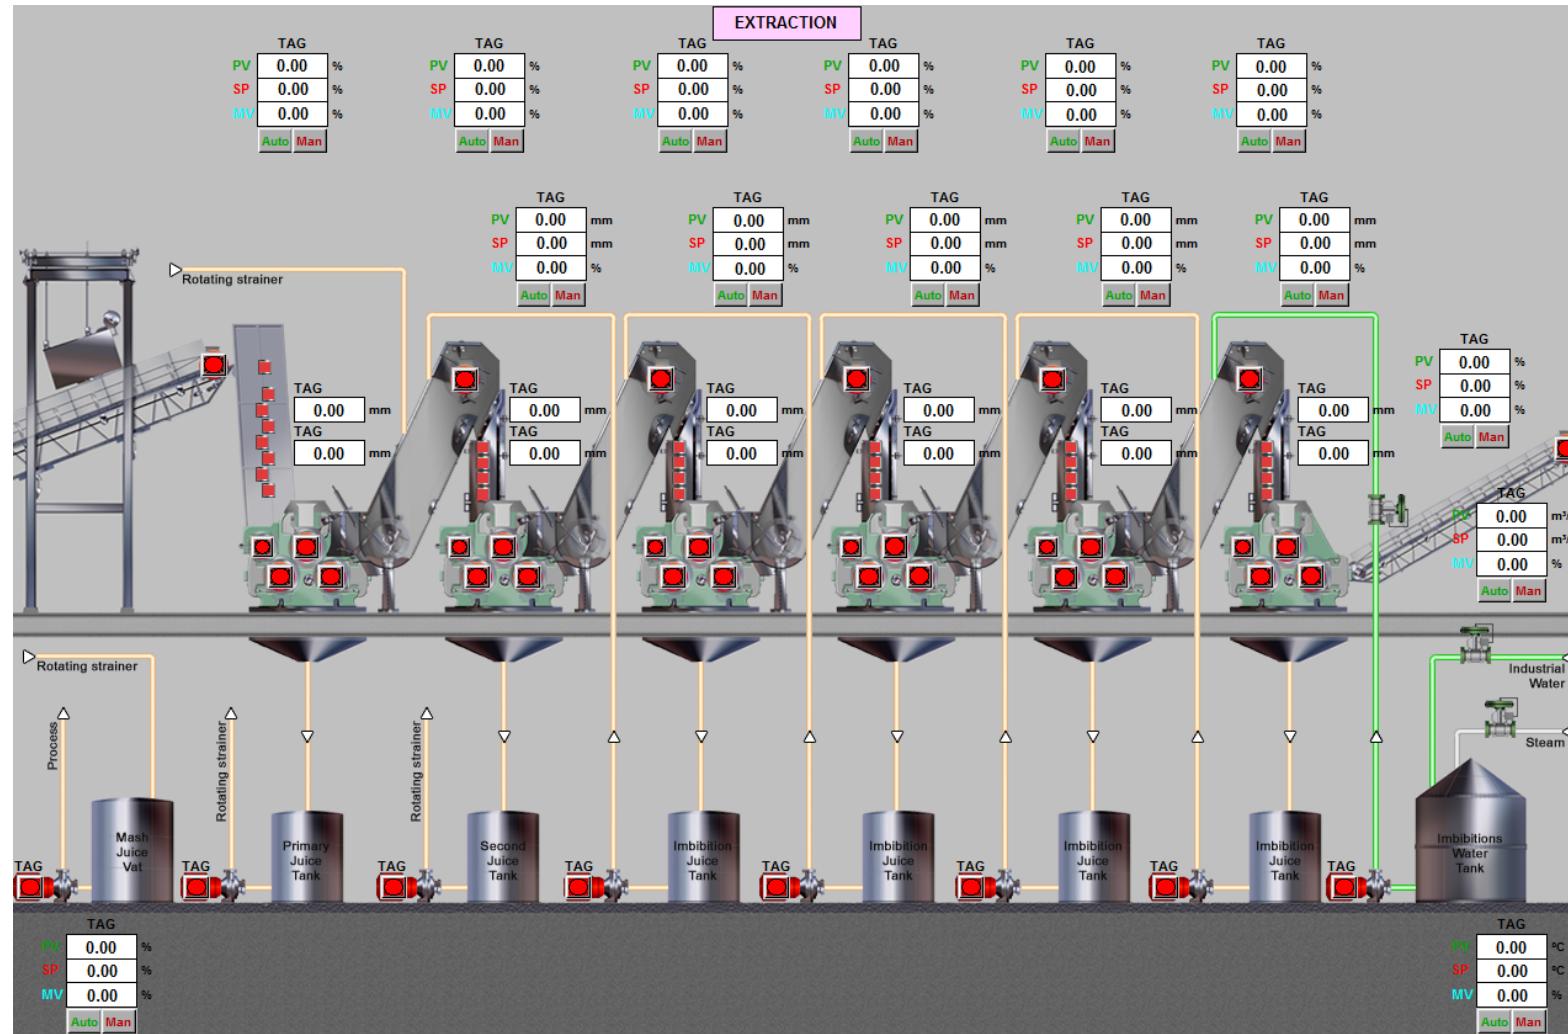 EXTRACTION
TAG TAG TAG TAG TAG TAG
PV 0.00 % PV 0.00 % PV 0.00 % PV 0.00 % PV 0.00 % PV 0.00 %
SP 0.00 % SP 0.00 % SP 0.00 % SP 0.00 % SP 0.00 % SP 0.00 %
MV 0.00 % MV 0.00 % MV 0.00 % MV 0.00 % MV 0.00 % MV 0.00 %
Auto Man Auto Man Auto Man Auto Man Auto Man Auto Man
TAG TAG TAG TAG TAG
PV 0.00 mm PV 0.00 mm PV 0.00 mm PV 0.00 mm PV 0.00 mm
SP 0.00 mm SP 0.00 mm SP 0.00 mm SP 0.00 mm SP 0.00 mm
MV 0.00 % MV 0.00 % MV 0.00 % MV 0.00 % MV 0.00 %
Auto Man Auto Man Auto Man Auto Man Auto Man
Rotating strainer
TAG
PV 0.00 %
SP 0.00 %
MV 0.00 %
Auto Man
TAG TAG TAG TAG TAG TAG
0.00 mm 0.00 mm 0.00 mm 0.00 mm 0.00 mm 0.00 mm
TAG TAG TAG TAG TAG TAG
0.00 mm 0.00 mm 0.00 mm 0.00 mm 0.00 mm 0.00 mm
TAG
PV 0.00 m³/
SP 0.00 m³/
MV 0.00 %
Auto Man
Rotating strainer
Industrial
Water
Steam
Process
Rotating strainer
Rotating strainer
Mash
Juice
Vat
Primary
Juice
Tank
Second
Juice
Tank
Imbibition
Juice
Tank
Imbibition
Juice
Tank
Imbibition
Juice
Tank
Imbibition
Juice
Tank
Imbibitions
Water
Tank
TAG TAG TAG TAG TAG TAG TAG TAG
TAG
PV 0.00 %
SP 0.00 %
MV 0.00 %
Auto Man
TAG
PV 0.00 ºC
SP 0.00 ºC
MV 0.00 %
Auto Man